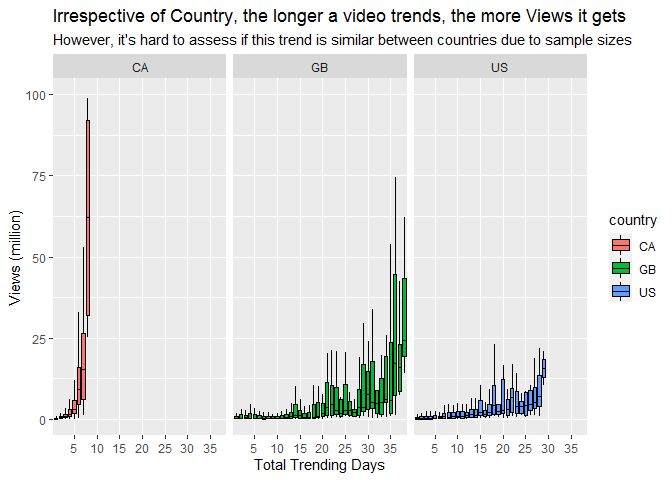 Irrespective of Country, the longer a video trends, the more Views it gets
However, it's hard to assess if this trend is similar between countries due to sample sizes
CA GB US
100
75
50
25
0
Views (million)
5 10 15 20 25 30 35 5 10 15 20 25 30 35 5 10 15 20 25 30 35
Total Trending Days
country
CA
GB
US